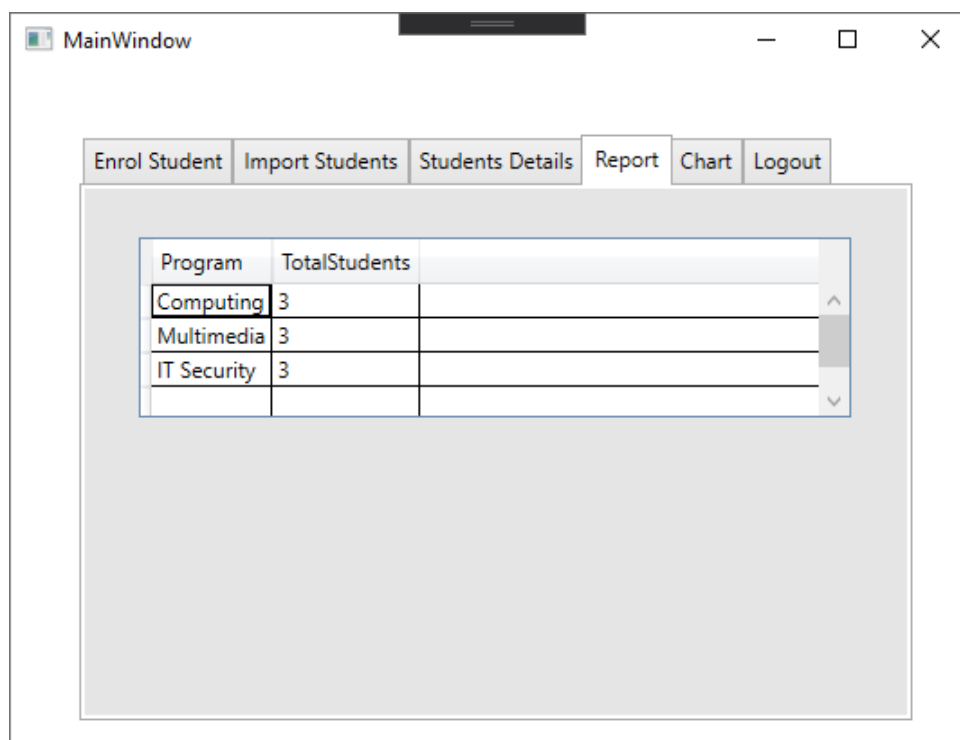 MainWindow
Enrol Student Import Students Students Details Report Chart Logout
Program TotalStudents
Computing 3
Multimedia 3
IT Security 3